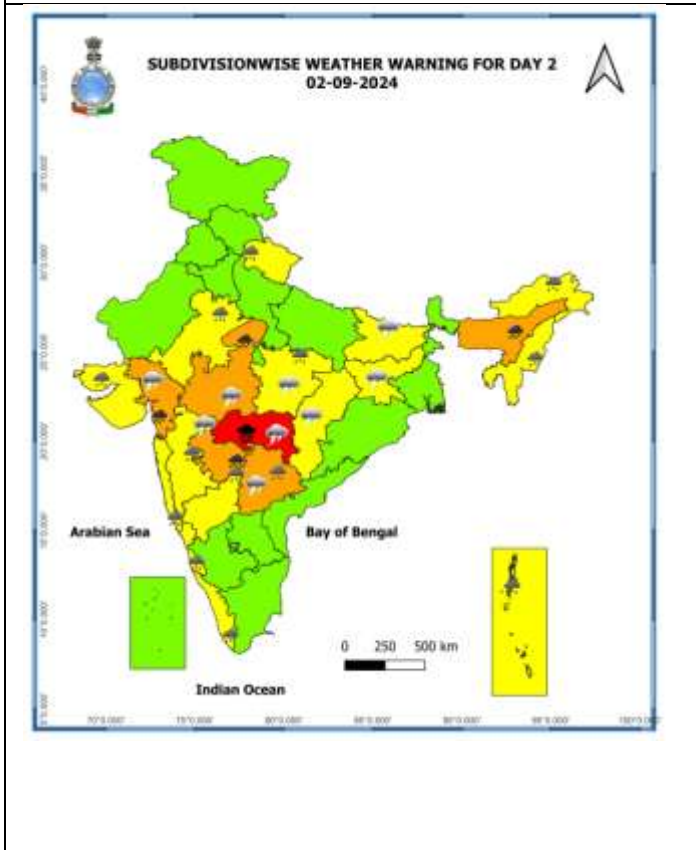 SUBDIVISIONWISE WEATHER WARNING FOR DAY 2
02-09-2024
Arabian Sea
Bay of Bengal
0 250 500 km
Indian Ocean